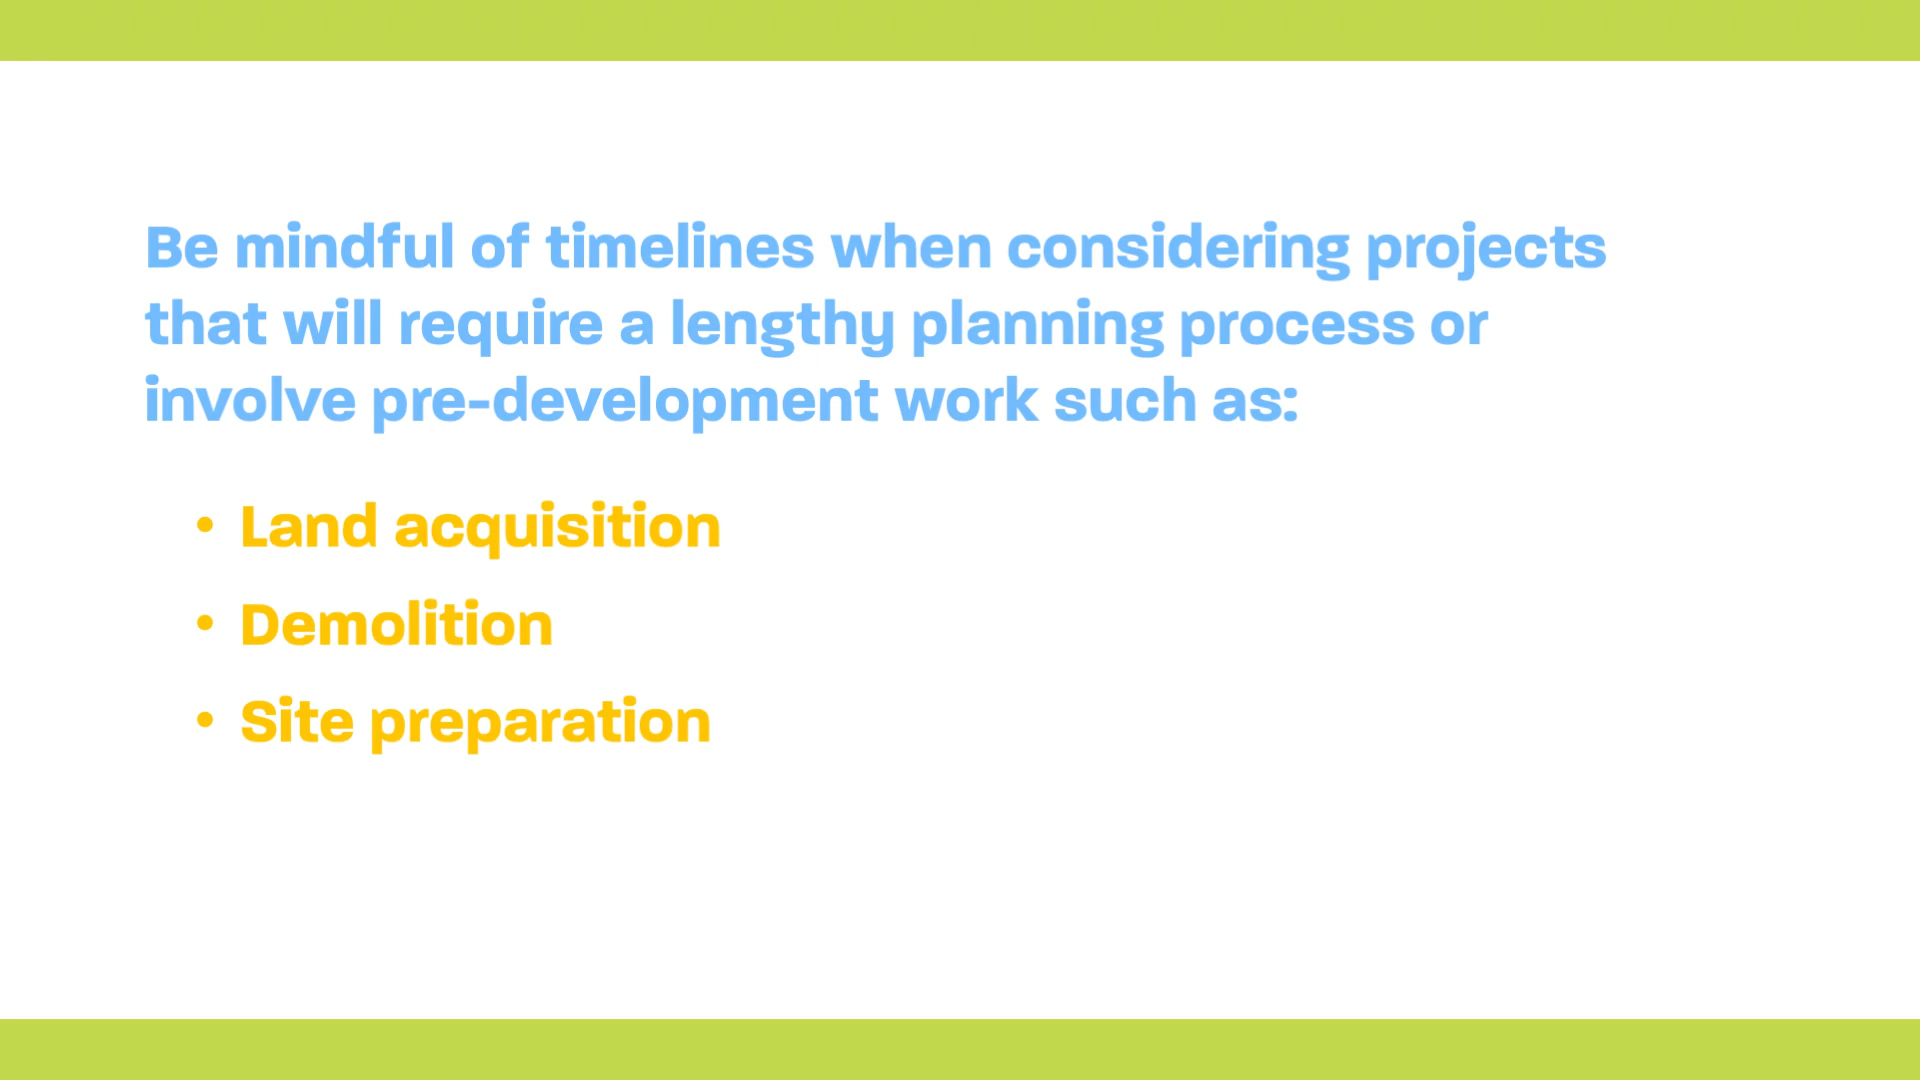 Be mindful of timelines when considering projects
that will require a lengthy planning process or
involve pre-development work such as:
• Land acquisition
• Demolition
• Site preparation